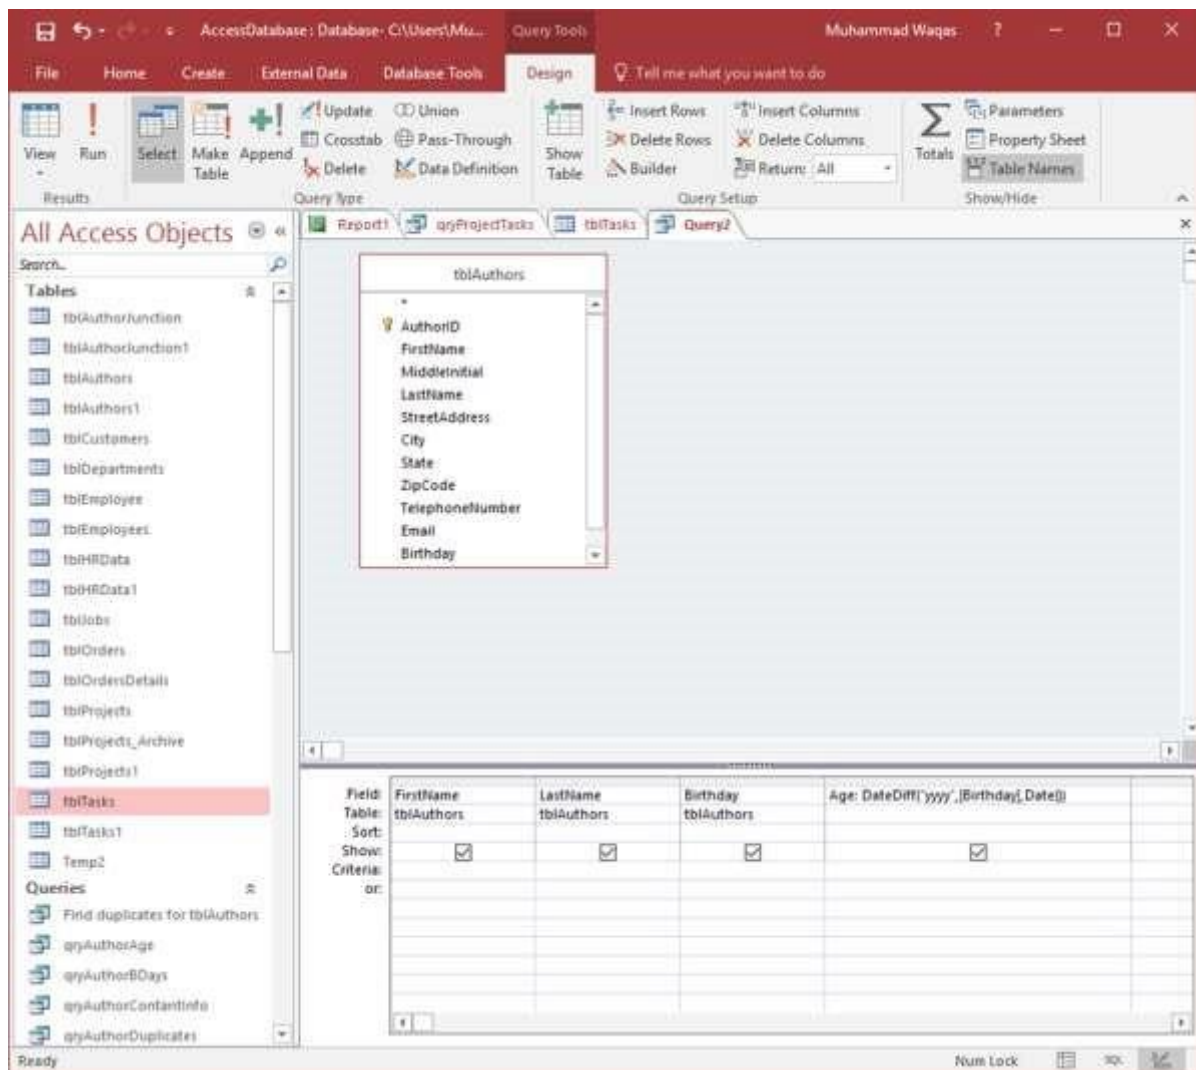 AccessDatabase : Database- C:\Users\Mu... Query Tools Muhammad Waqas ?
File Home Create External Data Database Tools Design Tell me what you want to do
View Run Select Make Table Append
Update Union
Crosstab Pass-Through
Delete Data Definition
Show Table
Insert Rows Insert Columns
Delete Rows Delete Columns
Builder Return: All
Totals
Parameters
Property Sheet
Table Names
Results Query Type Query Setup Show/Hide
All Access Objects
Search...
Tables
tblAuthorJunction
tblAuthorJunction1
tblAuthors
tblAuthors1
tblCustomers
tblDepartments
tblEmployee
tblEmployees
tblHRData
tblHRData1
tblJobs
tblOrders
tblOrdersDetails
tblProjects
tblProjects_Archive
tblProjects1
tblTasks
tblTasks1
Temp2
Queries
Find duplicates for tblAuthors
qryAuthorAge
qryAuthorBDays
qryAuthorContantInfo
qryAuthorDuplicates
Report1 qryProjectTasks tblTasks Query2
tblAuthors
*
AuthorID
FirstName
MiddleInitial
LastName
StreetAddress
City
State
ZipCode
TelephoneNumber
Email
Birthday
Field: FirstName LastName Birthday Age: DateDiff("yyyy",[Birthday],Date())
Table: tblAuthors tblAuthors tblAuthors
Sort:
Show:
Criteria:
or:
Ready Num Lock SQL